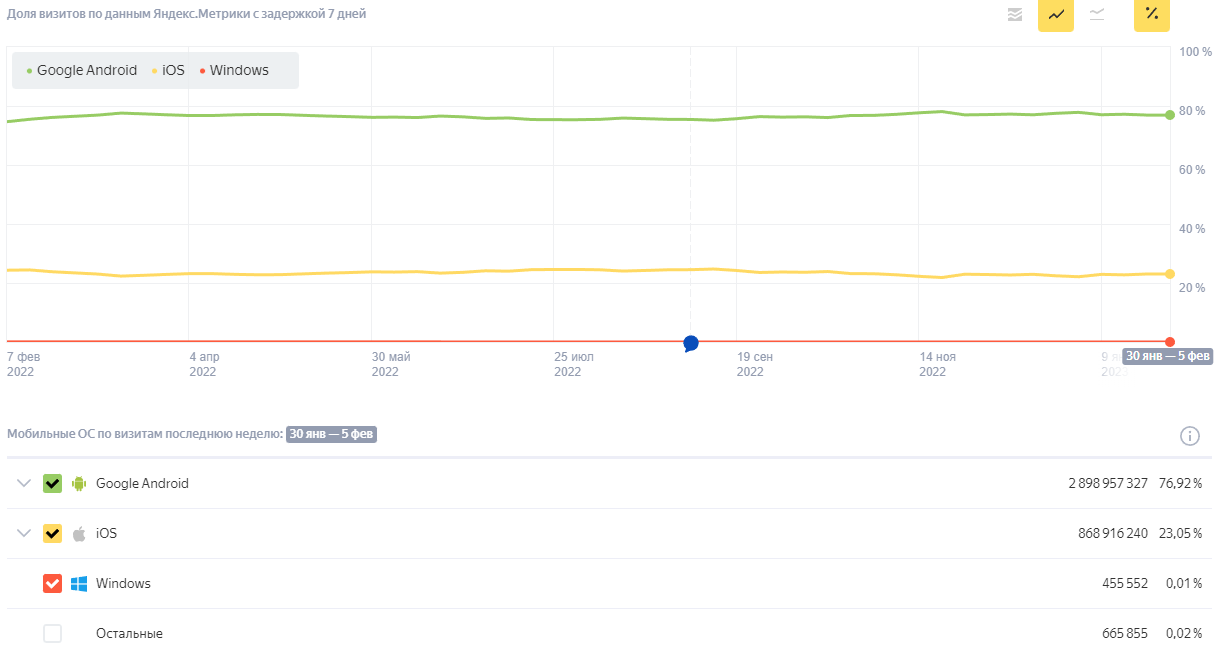 Доля визитов по данным Яндекс.Метрики с задержкой 7 дней
Google Android iOS Windows
100 %
80 %
60 %
40 %
20 %
7 фев 2022
4 апр 2022
30 май 2022
25 июл 2022
19 сен 2022
14 ноя 2022
9 2023
30 янв — 5 фев
Мобильные ОС по визитам последнюю неделю: 30 янв — 5 фев
Google Android 2 898 957 327 76,92 %
iOS 868 916 240 23,05 %
Windows 455 552 0,01 %
Остальные 665 855 0,02 %